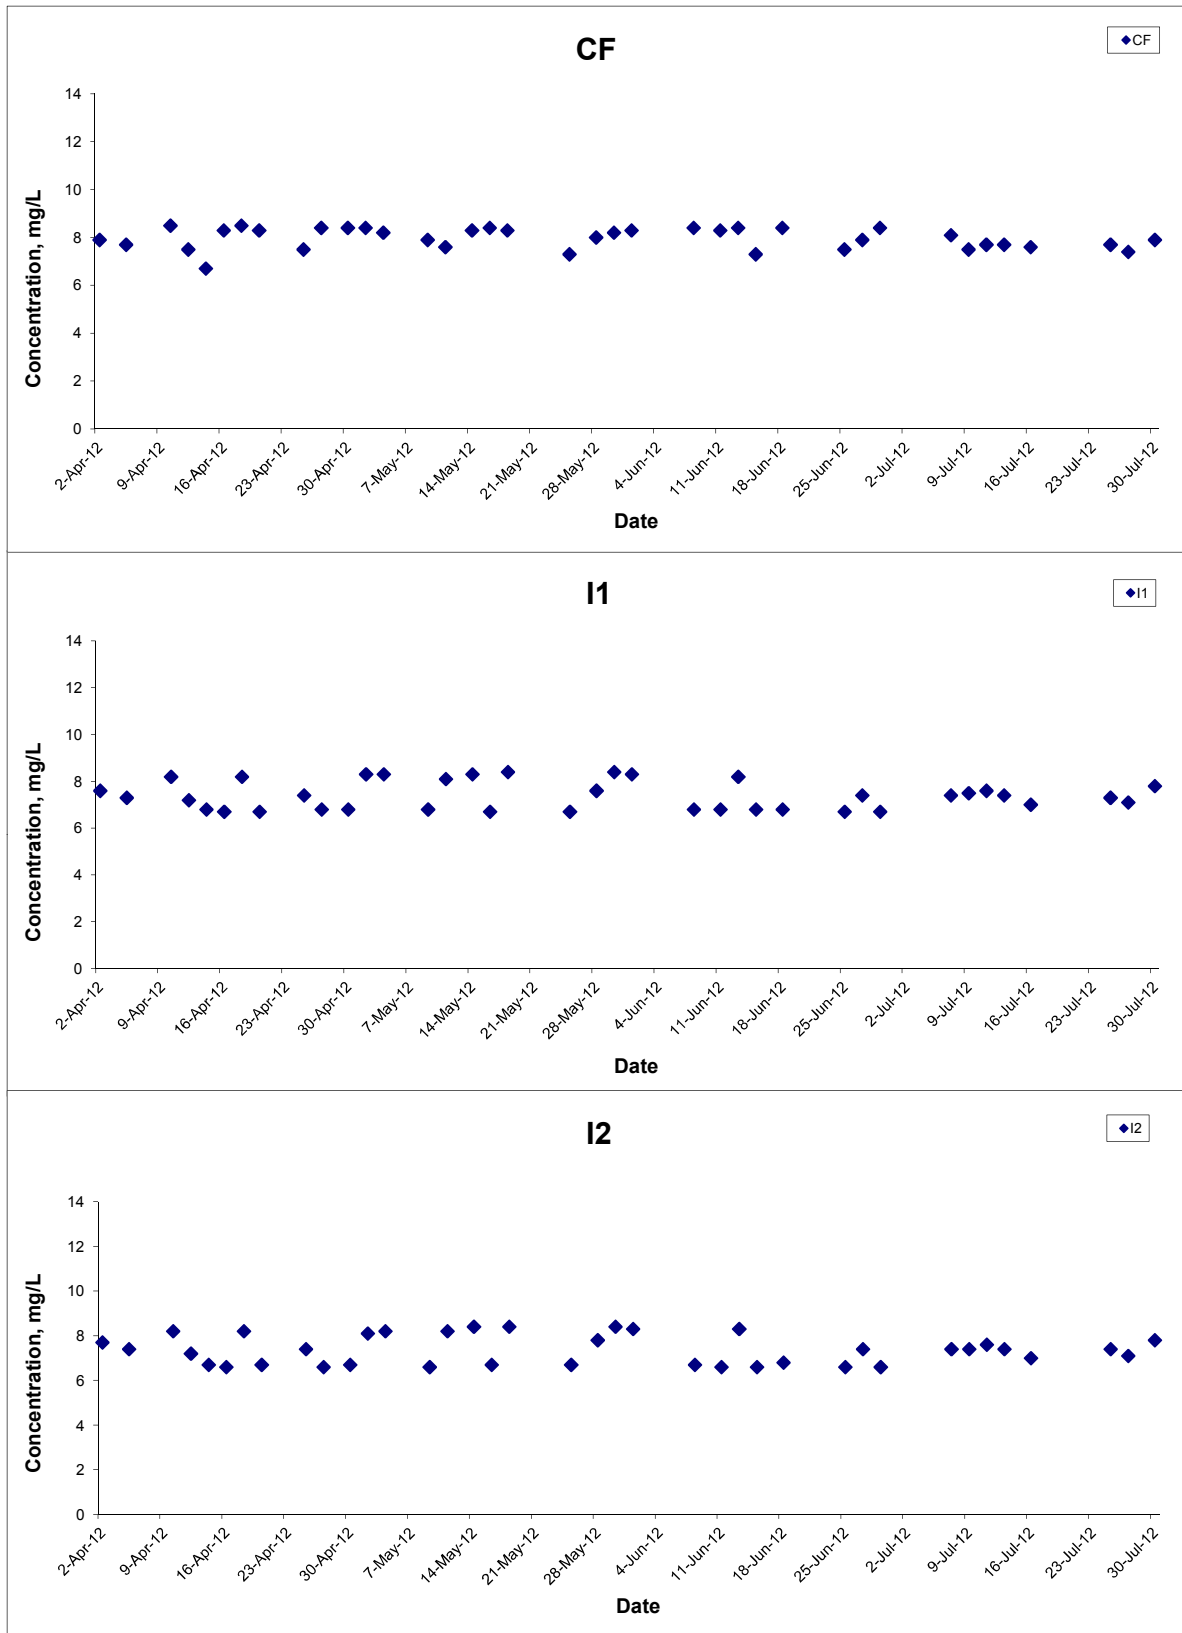 CF
CF
14
12
10
8
6
4
2
0
Concentration, mg/L
2-Apr-12
9-Apr-12
16-Apr-12
23-Apr-12
30-Apr-12
7-May-12
14-May-12
21-May-12
28-May-12
4-Jun-12
11-Jun-12
18-Jun-12
25-Jun-12
2-Jul-12
9-Jul-12
16-Jul-12
23-Jul-12
30-Jul-12
Date
I1
I1
14
12
10
8
6
4
2
0
Concentration, mg/L
2-Apr-12
9-Apr-12
16-Apr-12
23-Apr-12
30-Apr-12
7-May-12
14-May-12
21-May-12
28-May-12
4-Jun-12
11-Jun-12
18-Jun-12
25-Jun-12
2-Jul-12
9-Jul-12
16-Jul-12
23-Jul-12
30-Jul-12
Date
I2
I2
14
12
10
8
6
4
2
0
Concentration, mg/L
2-Apr-12
9-Apr-12
16-Apr-12
23-Apr-12
30-Apr-12
7-May-12
14-May-12
21-May-12
28-May-12
4-Jun-12
11-Jun-12
18-Jun-12
25-Jun-12
2-Jul-12
9-Jul-12
16-Jul-12
23-Jul-12
30-Jul-12
Date